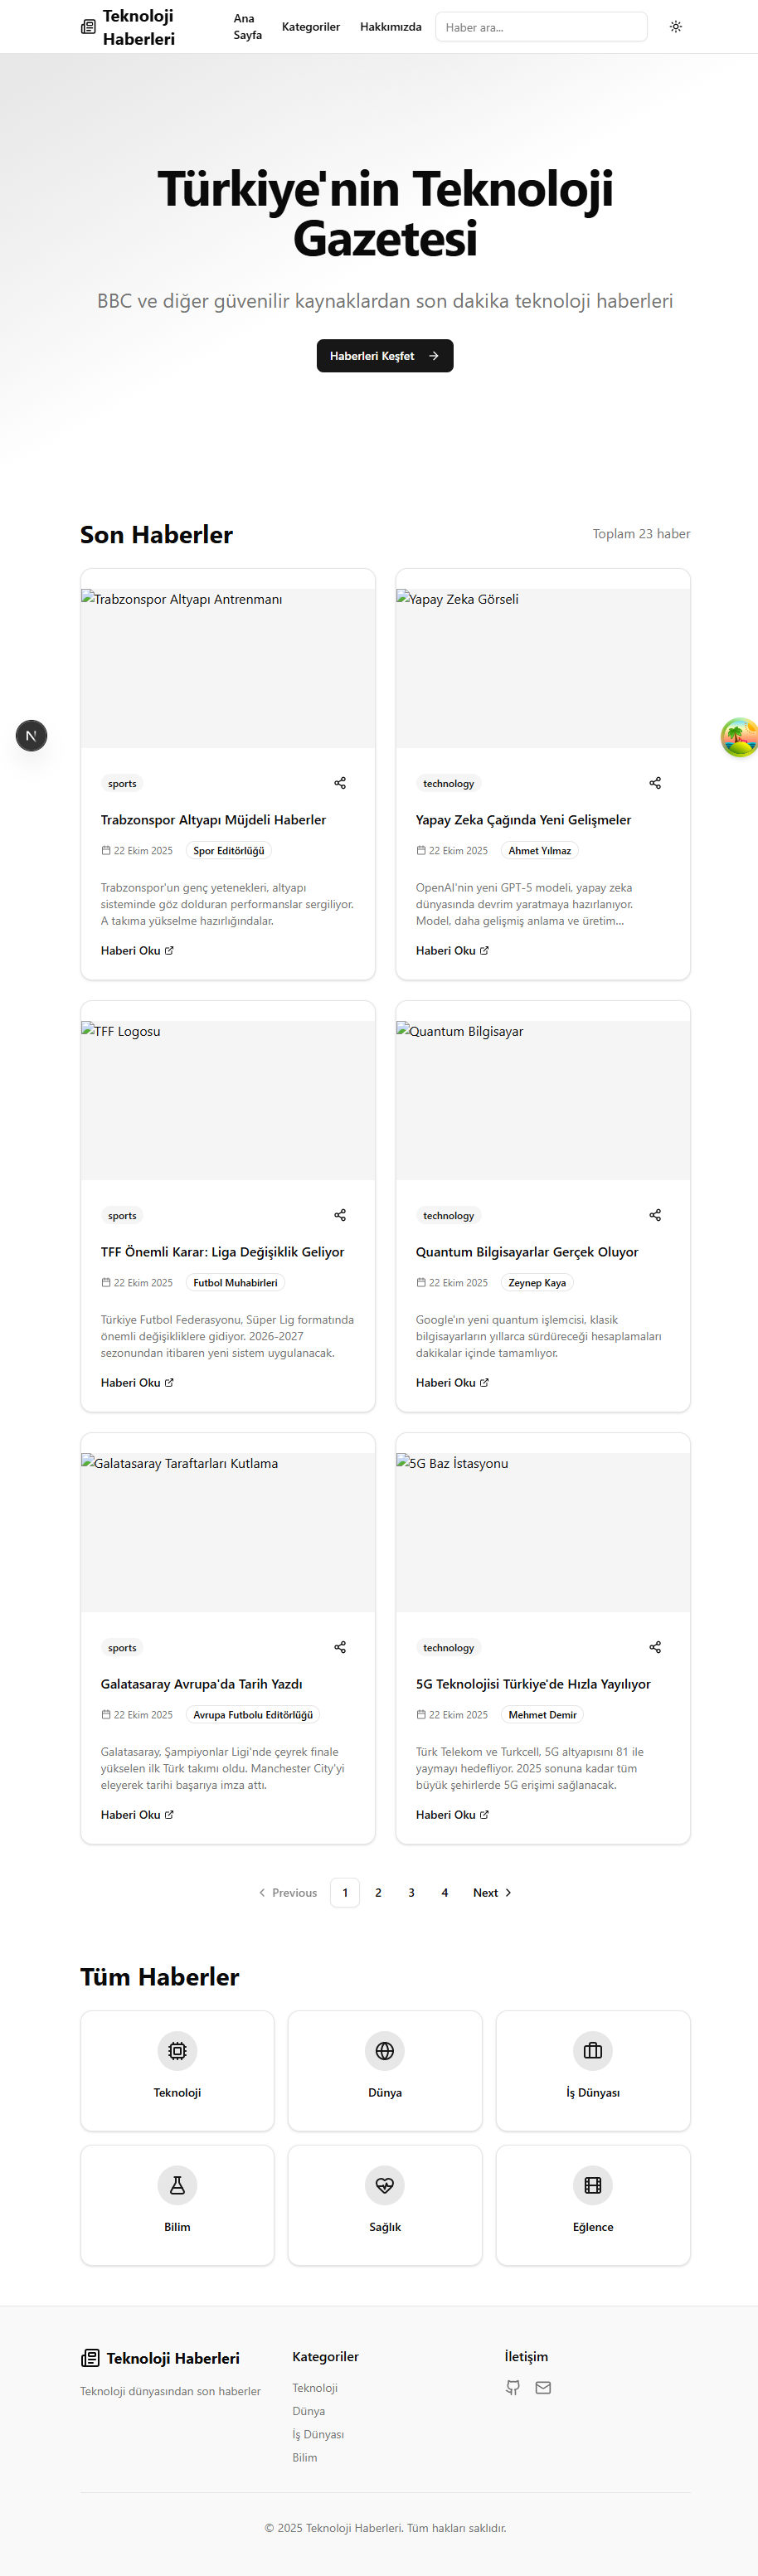 Teknoloji
Haberleri
Ana
Sayfa
Kategoriler
Hakkımızda
Haber ara...
Türkiye'nin Teknoloji
Gazetesi
BBC ve diğer güvenilir kaynaklardan son dakika teknoloji haberleri
Haberleri Keşfet
Son Haberler
Toplam 23 haber
Trabzonspor Altyapı Antrenmanı
sports
Trabzonspor Altyapı Müjdeli Haberler
22 Ekim 2025
Spor Editörlüğü
Trabzonspor'un genç yetenekleri, altyapı
sisteminde göz dolduran performanslar sergiliyor.
A takıma yükselme hazırlığındalar.
Haberi Oku
Yapay Zeka Görseli
technology
Yapay Zeka Çağında Yeni Gelişmeler
22 Ekim 2025
Ahmet Yılmaz
OpenAI'nin yeni GPT-5 modeli, yapay zeka
dünyasında devrim yaratmaya hazırlanıyor.
Model, daha gelişmiş anlama ve üretim...
Haberi Oku
TFF Logosu
sports
TFF Önemli Karar: Liga Değişiklik Geliyor
22 Ekim 2025
Futbol Muhabirleri
Türkiye Futbol Federasyonu, Süper Lig formatında
önemli değişikliklere gidiyor. 2026-2027
sezonundan itibaren yeni sistem uygulanacak.
Haberi Oku
Quantum Bilgisayar
technology
Quantum Bilgisayarlar Gerçek Oluyor
22 Ekim 2025
Zeynep Kaya
Google'ın yeni quantum işlemcisi, klasik
bilgisayarların yıllarca sürdüreceği hesaplamaları
dakikalar içinde tamamlıyor.
Haberi Oku
Galatasaray Taraftarları Kutlama
sports
Galatasaray Avrupa'da Tarih Yazdı
22 Ekim 2025
Avrupa Futbolu Editörlüğü
Galatasaray, Şampiyonlar Ligi'nde çeyrek finale
yükselen ilk Türk takımı oldu. Manchester City'yi
eleyerek tarihi başarıya imza attı.
Haberi Oku
5G Baz İstasyonu
technology
5G Teknolojisi Türkiye'de Hızla Yayılıyor
22 Ekim 2025
Mehmet Demir
Türk Telekom ve Turkcell, 5G altyapısını 81 ile
yaymayı hedefliyor. 2025 sonuna kadar tüm
büyük şehirlerde 5G erişimi sağlanacak.
Haberi Oku
Previous 1 2 3 4 Next
Tüm Haberler
Teknoloji
Dünya
İş Dünyası
Bilim
Sağlık
Eğlence
Teknoloji Haberleri
Teknoloji dünyasından son haberler
Kategoriler
Teknoloji
Dünya
İş Dünyası
Bilim
İletişim
© 2025 Teknoloji Haberleri. Tüm hakları saklıdır.